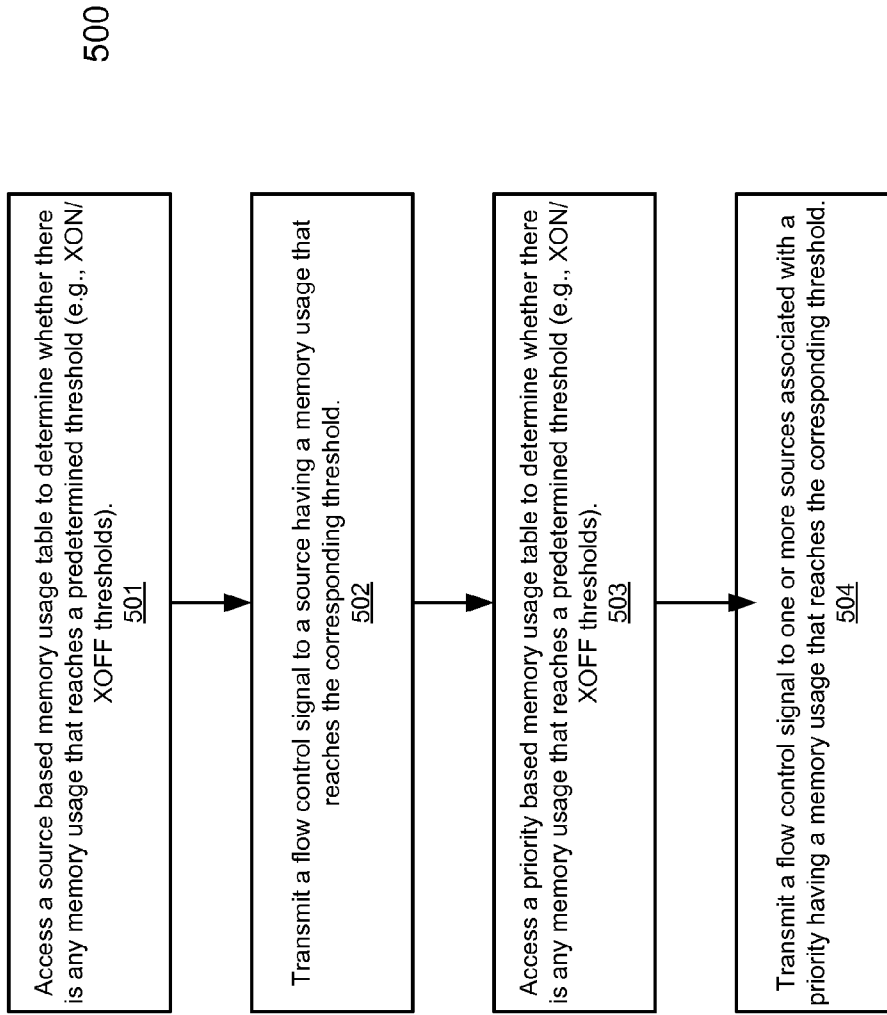 500
Access a source based memory usage table to determine whether there
is any memory usage that reaches a predetermined threshold (e.g., XON/
XOFF thresholds).
501
Transmit a flow control signal to a source having a memory usage that
reaches the corresponding threshold.
502
Access a priority based memory usage table to determine whether there
is any memory usage that reaches a predetermined threshold (e.g., XON/
XOFF thresholds).
503
Transmit a flow control signal to one or more sources associated with a
priority having a memory usage that reaches the corresponding threshold.
504